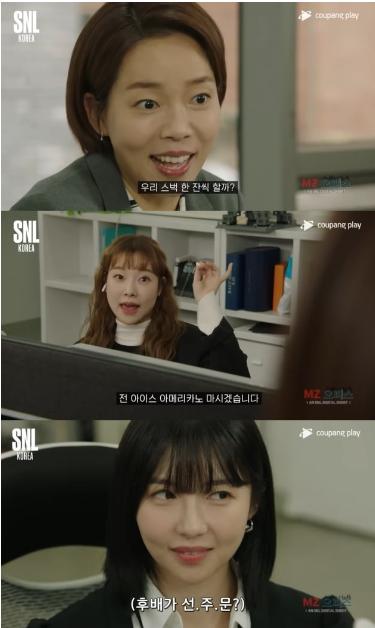 SNL
KOREA
coupang play
우리 스벅 한 잔씩 할까?
MZ 오피스
SNL
KOREA
coupang play
전 아이스 아메리카노 마시겠습니다
MZ 오피스
SNL
KOREA
coupang play
(후배가 선.주.문?)
MZ 오피스